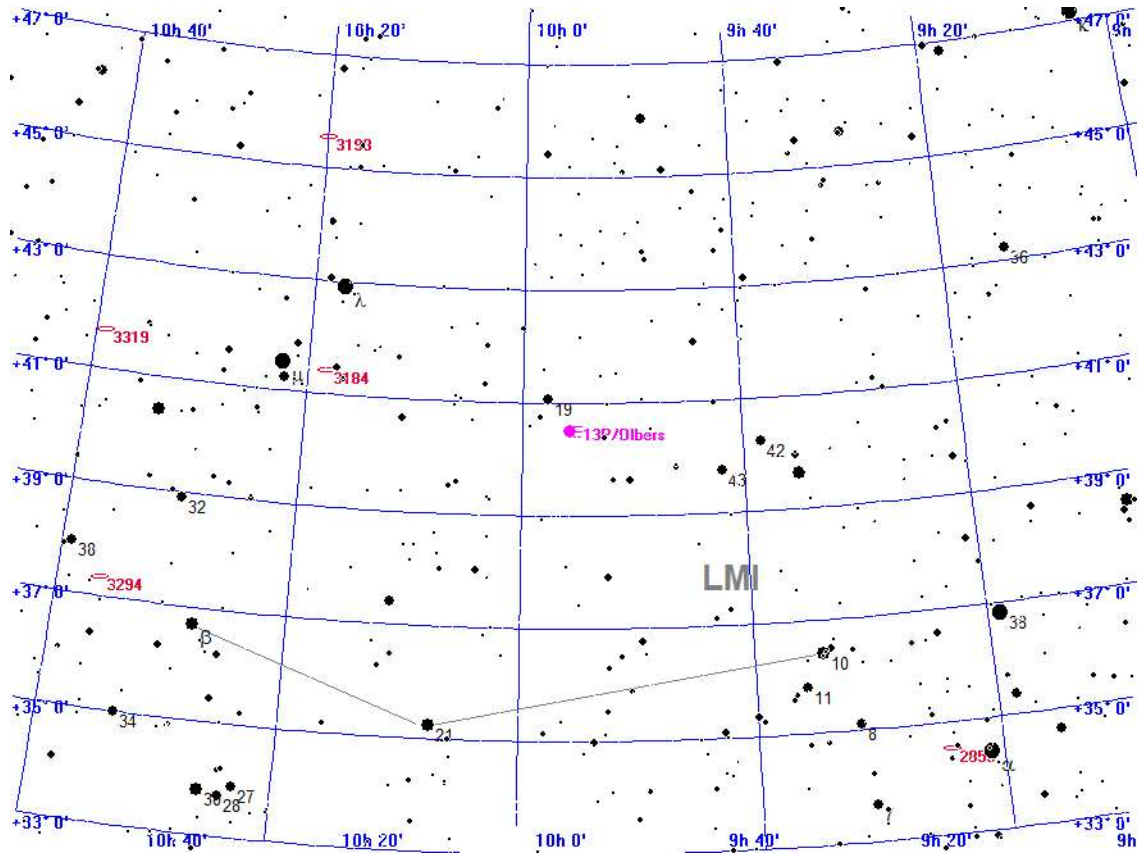 +47° 0' 10h 40' 10h 20' 10h 0' 9h 40' 9h 20' +47° 0' 9h
κ
+45° 0' 3193 +45° 0'
+43° 0' 36 +43° 0'
λ
3319
+41° 0' μ 3184 +41° 0'
19
13P/Olbers
42
+39° 0' 43 +39° 0'
32
38
LMI
3294
+37° 0' +37° 0'
38
β
10
11
+35° 0' 34 21 8 +35° 0'
285
α
30 28 27
+33° 0' +33° 0'
10h 40' 10h 20' 10h 0' 9h 40' 9h 20' 9h